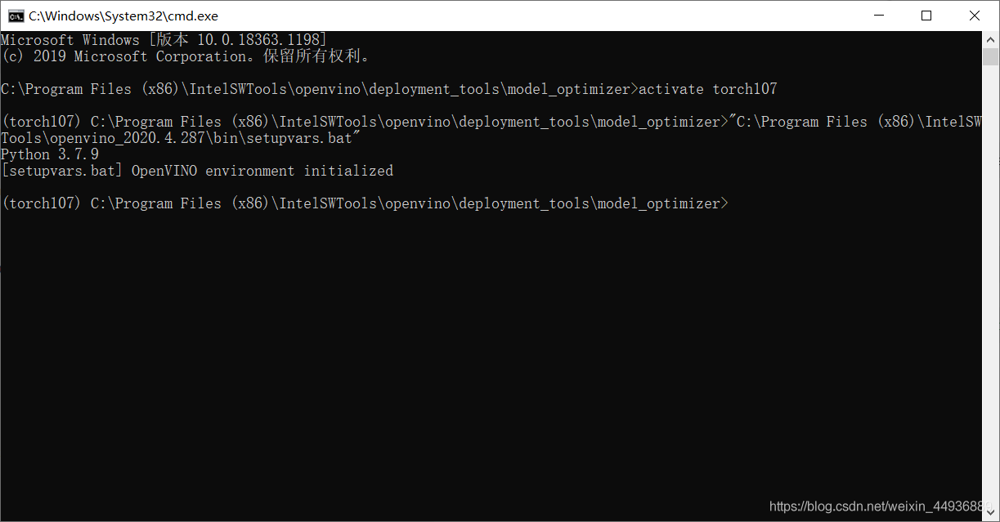 C:\Windows\System32\cmd.exe
Microsoft Windows [版本 10.0.18363.1198]
(c) 2019 Microsoft Corporation。保留所有权利。
C:\Program Files (x86)\IntelSWTools\openvino\deployment_tools\model_optimizer>activate torch107
(torch107) C:\Program Files (x86)\IntelSWTools\openvino\deployment_tools\model_optimizer>"C:\Program Files (x86)\IntelSW
Tools\openvino_2020.4.287\bin\setupvars.bat"
Python 3.7.9
[setupvars.bat] OpenVINO environment initialized
(torch107) C:\Program Files (x86)\IntelSWTools\openvino\deployment_tools\model_optimizer>
https://blog.csdn.net/weixin_4493688